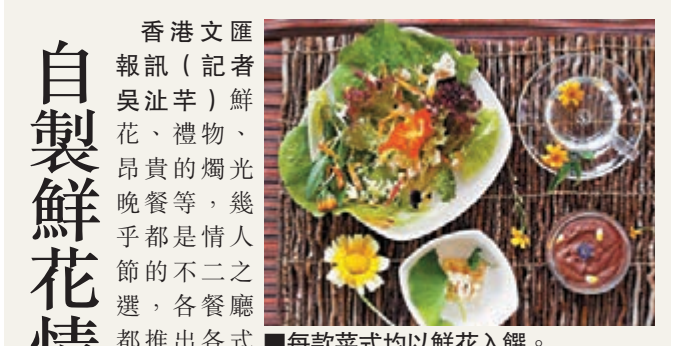 自製鮮花情
香港文匯
報訊（記者
吳沚芊）鮮
花、禮物、
昂貴的燭光
晚餐等，幾
乎都是情人
節的不二之
選，各餐廳
都推出各式
■每款菜式均以鮮花入饌。